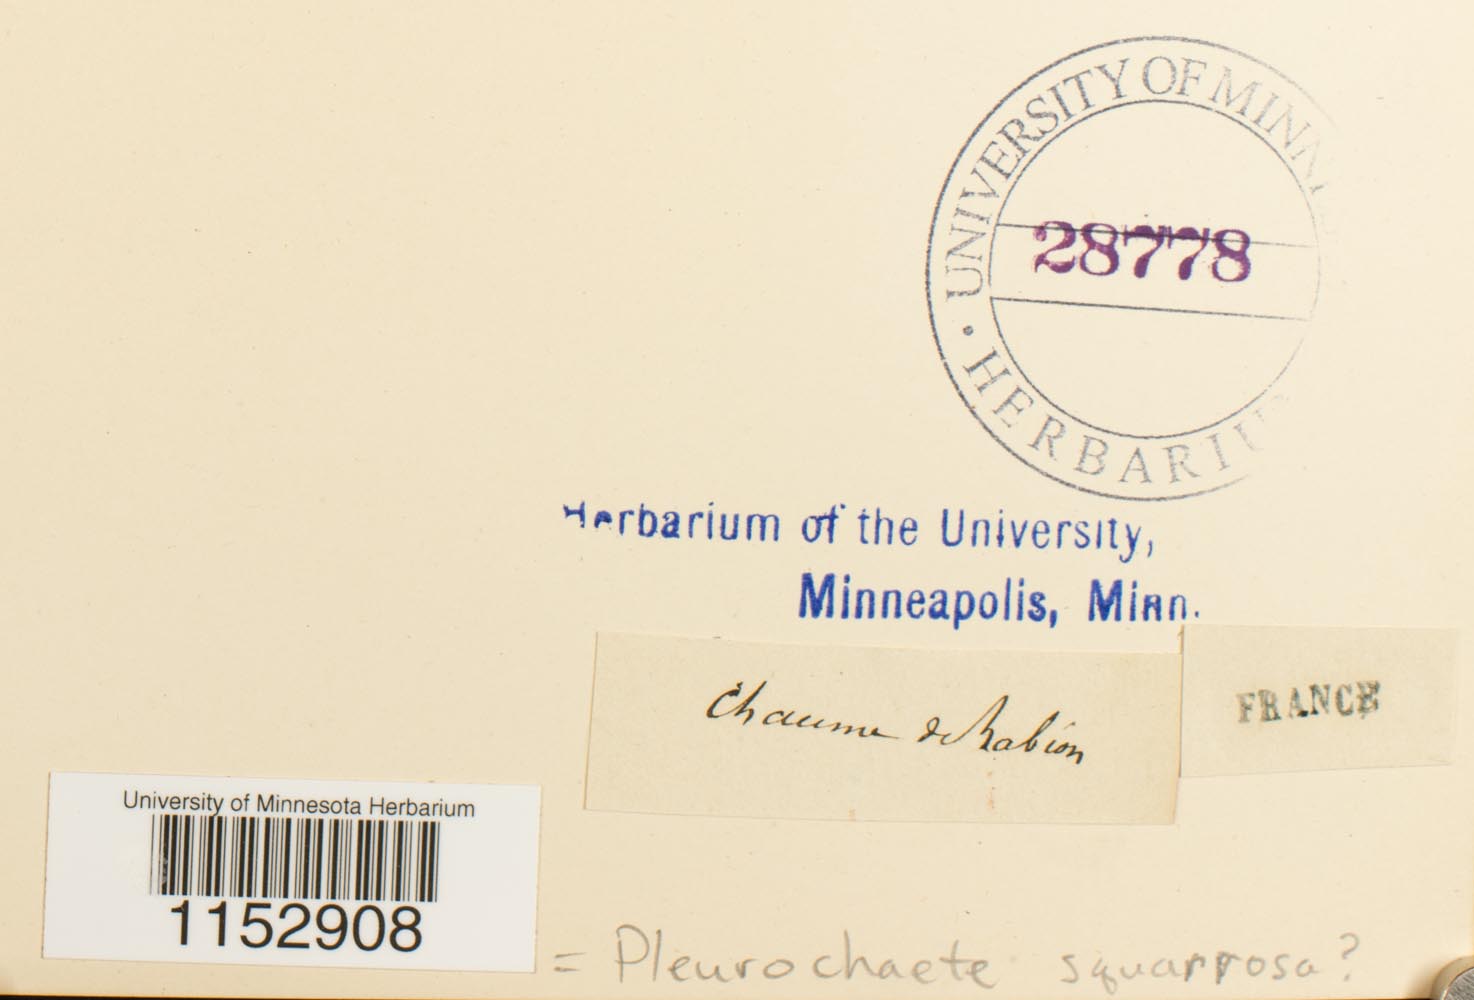 UNIVERSITY OF MINN
28778
• HERBARIU
Herbarium of the University,
Minneapolis, Minn.
Chaume de Rabion
FRANCE
University of Minnesota Herbarium
1152908
= Pleurochaete squarrosa?